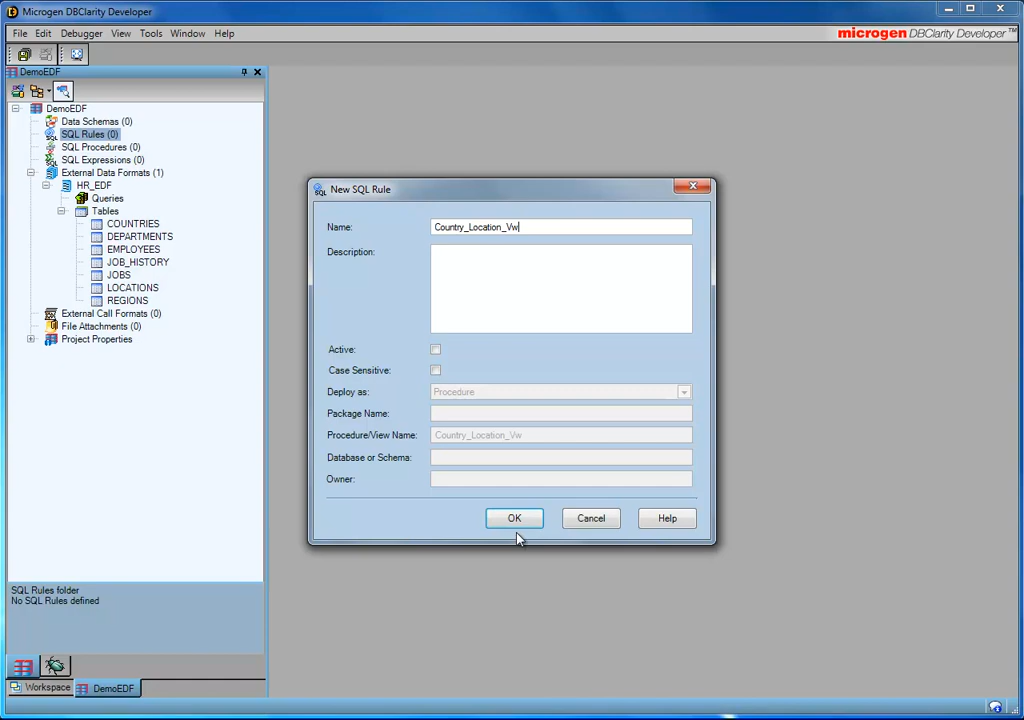 Microgen DBClarity Developer
File Edit Debugger View Tools Window Help
microgen DBClarity Developer™
DemoEDF
DemoEDF
Data Schemas (0)
SQL Rules (0)
SQL Procedures (0)
SQL Expressions (0)
External Data Formats (1)
HR_EDF
Queries
Tables
COUNTRIES
DEPARTMENTS
EMPLOYEES
JOB_HISTORY
JOBS
LOCATIONS
REGIONS
External Call Formats (0)
File Attachments (0)
Project Properties
New SQL Rule
Name: Country_Location_Vw
Description:
Active:
Case Sensitive:
Deploy as: Procedure
Package Name:
Procedure/View Name: Country_Location_Vw
Database or Schema:
Owner:
OK Cancel Help
SQL Rules folder
No SQL Rules defined
Workspace DemoEDF